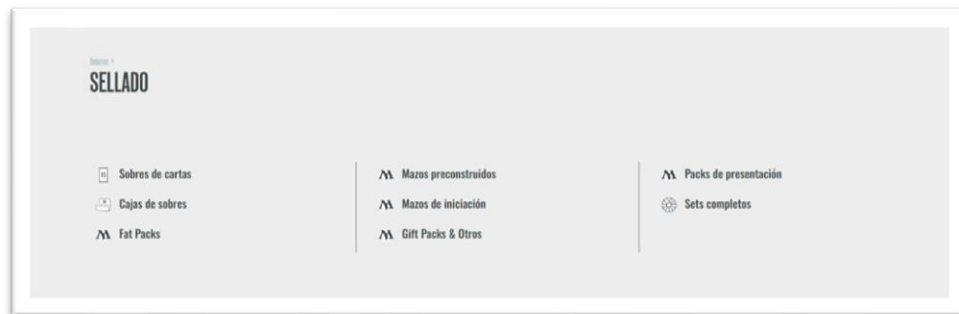 home >
SELLADO
Sobres de cartas
Cajas de sobres
Fat Packs
Mazos preconstruidos
Mazos de iniciación
Gift Packs & Otros
Packs de presentación
Sets completos